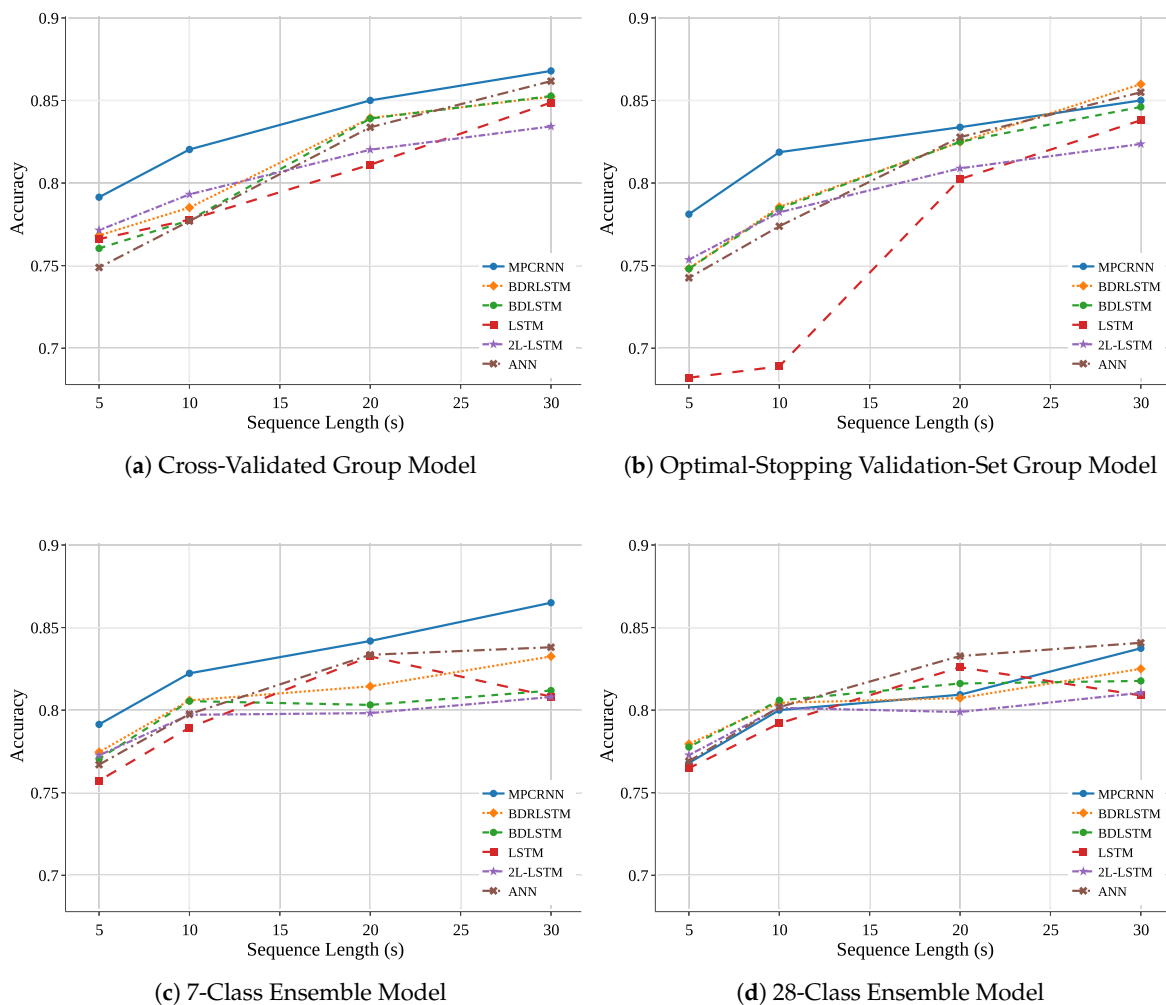 0.9
0.85
0.8
0.75
0.7
Accuracy
MPCRNN
BDRLSTM
BDLSTM
LSTM
2L-LSTM
ANN
5 10 15 20 25 30
Sequence Length (s)
(a) Cross-Validated Group Model
0.9
0.85
0.8
0.75
0.7
Accuracy
MPCRNN
BDRLSTM
BDLSTM
LSTM
2L-LSTM
ANN
5 10 15 20 25 30
Sequence Length (s)
(b) Optimal-Stopping Validation-Set Group Model
0.9
0.85
0.8
0.75
0.7
Accuracy
MPCRNN
BDRLSTM
BDLSTM
LSTM
2L-LSTM
ANN
5 10 15 20 25 30
Sequence Length (s)
(c) 7-Class Ensemble Model
0.9
0.85
0.8
0.75
0.7
Accuracy
MPCRNN
BDRLSTM
BDLSTM
LSTM
2L-LSTM
ANN
5 10 15 20 25 30
Sequence Length (s)
(d) 28-Class Ensemble Model